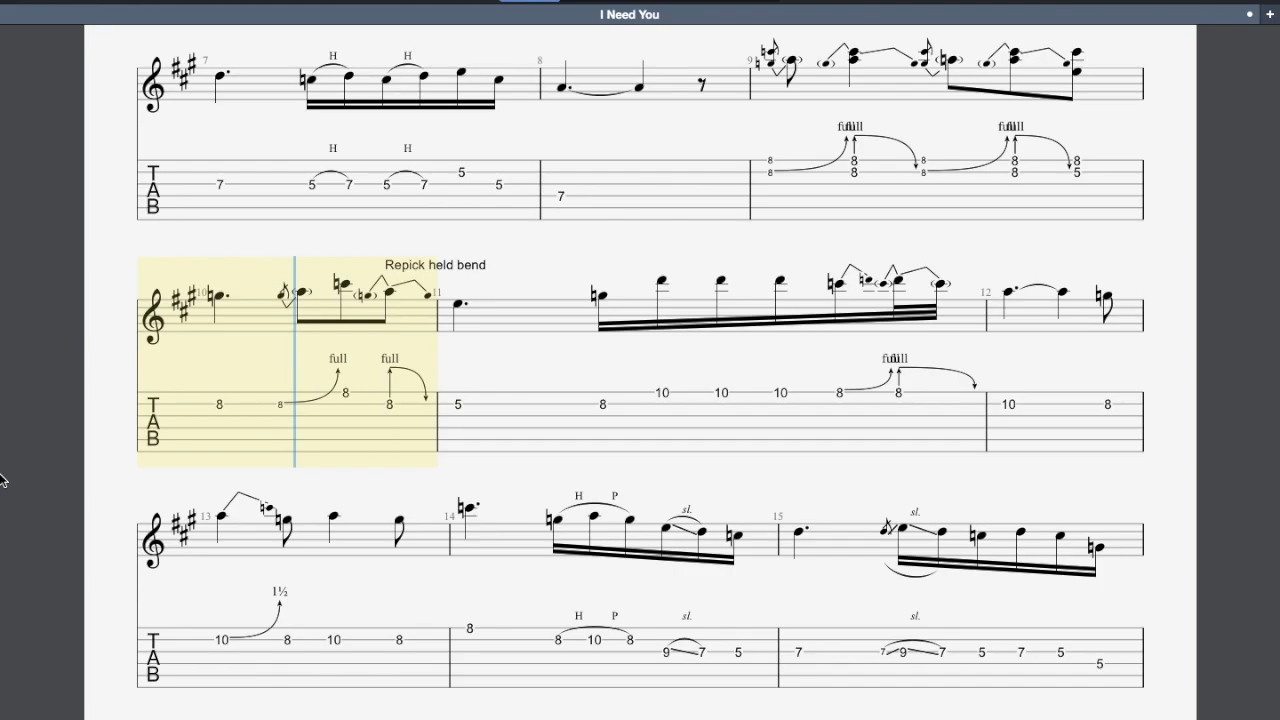 I Need You
7 H H 8 9
H H full full full full
8 8 8 8 8
T 5 8 8 8 8 5
A 7 5 7 5 7 5
B 7
10 Repick held bend 11 12
full full full full
8 10 10 10 8 8
T 8 8 8 5 8 10 8
A
B
13 14 H P sl. 15 sl.
1½ H P sl. sl.
8
T 10 8 10 8 8 10 8
A 9 7 5 7 7 9 7 5 7 5
B 5